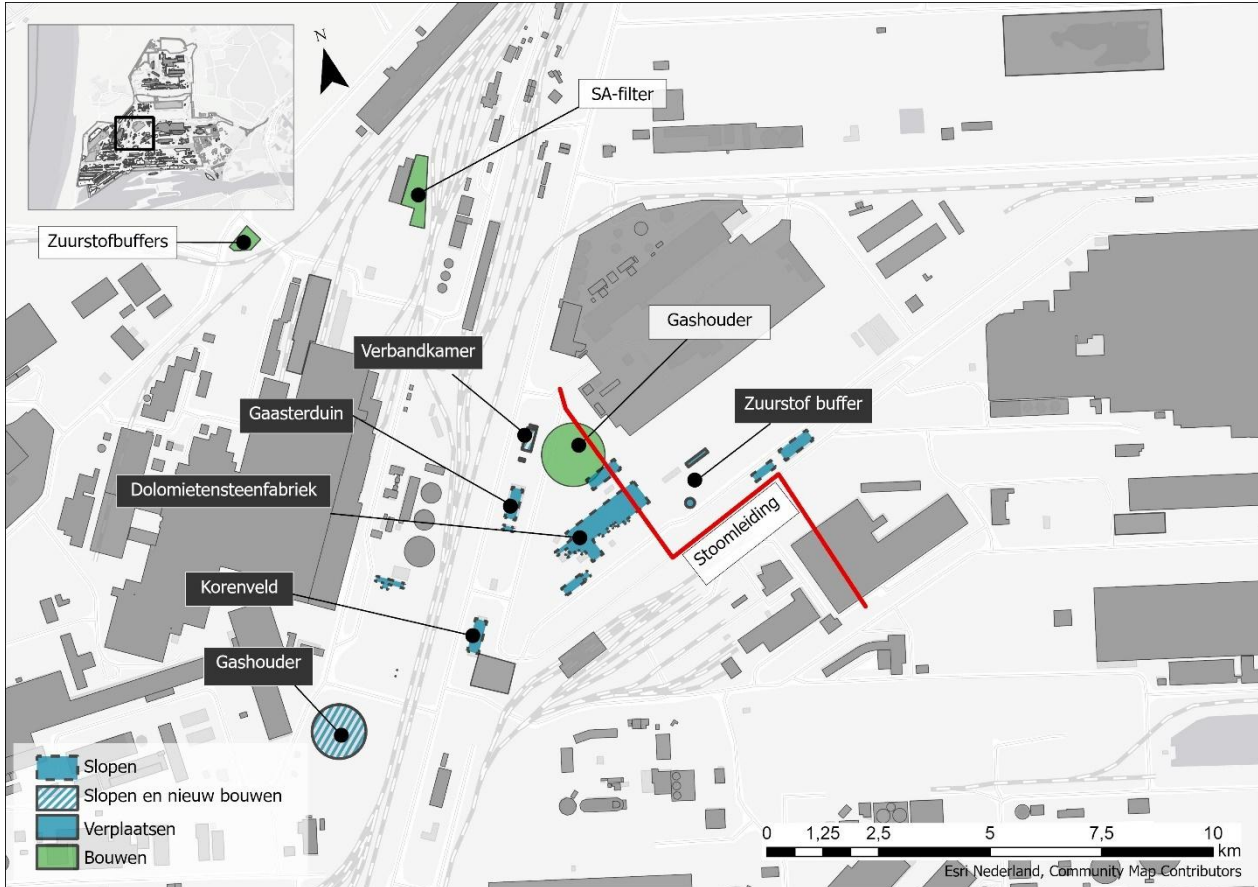 N
SA-filter
Zuurstofbuffers
Gashouder
Verbandkamer
Zuurstof buffer
Gaasterduin
Dolomietensteenfabriek
Stoomleiding
Korenveld
Gashouder
Slopen
Slopen en nieuw bouwen
Verplaatsen
Bouwen
0 1,25 2,5 5 7,5 10
km
Esri Nederland, Community Map Contributors